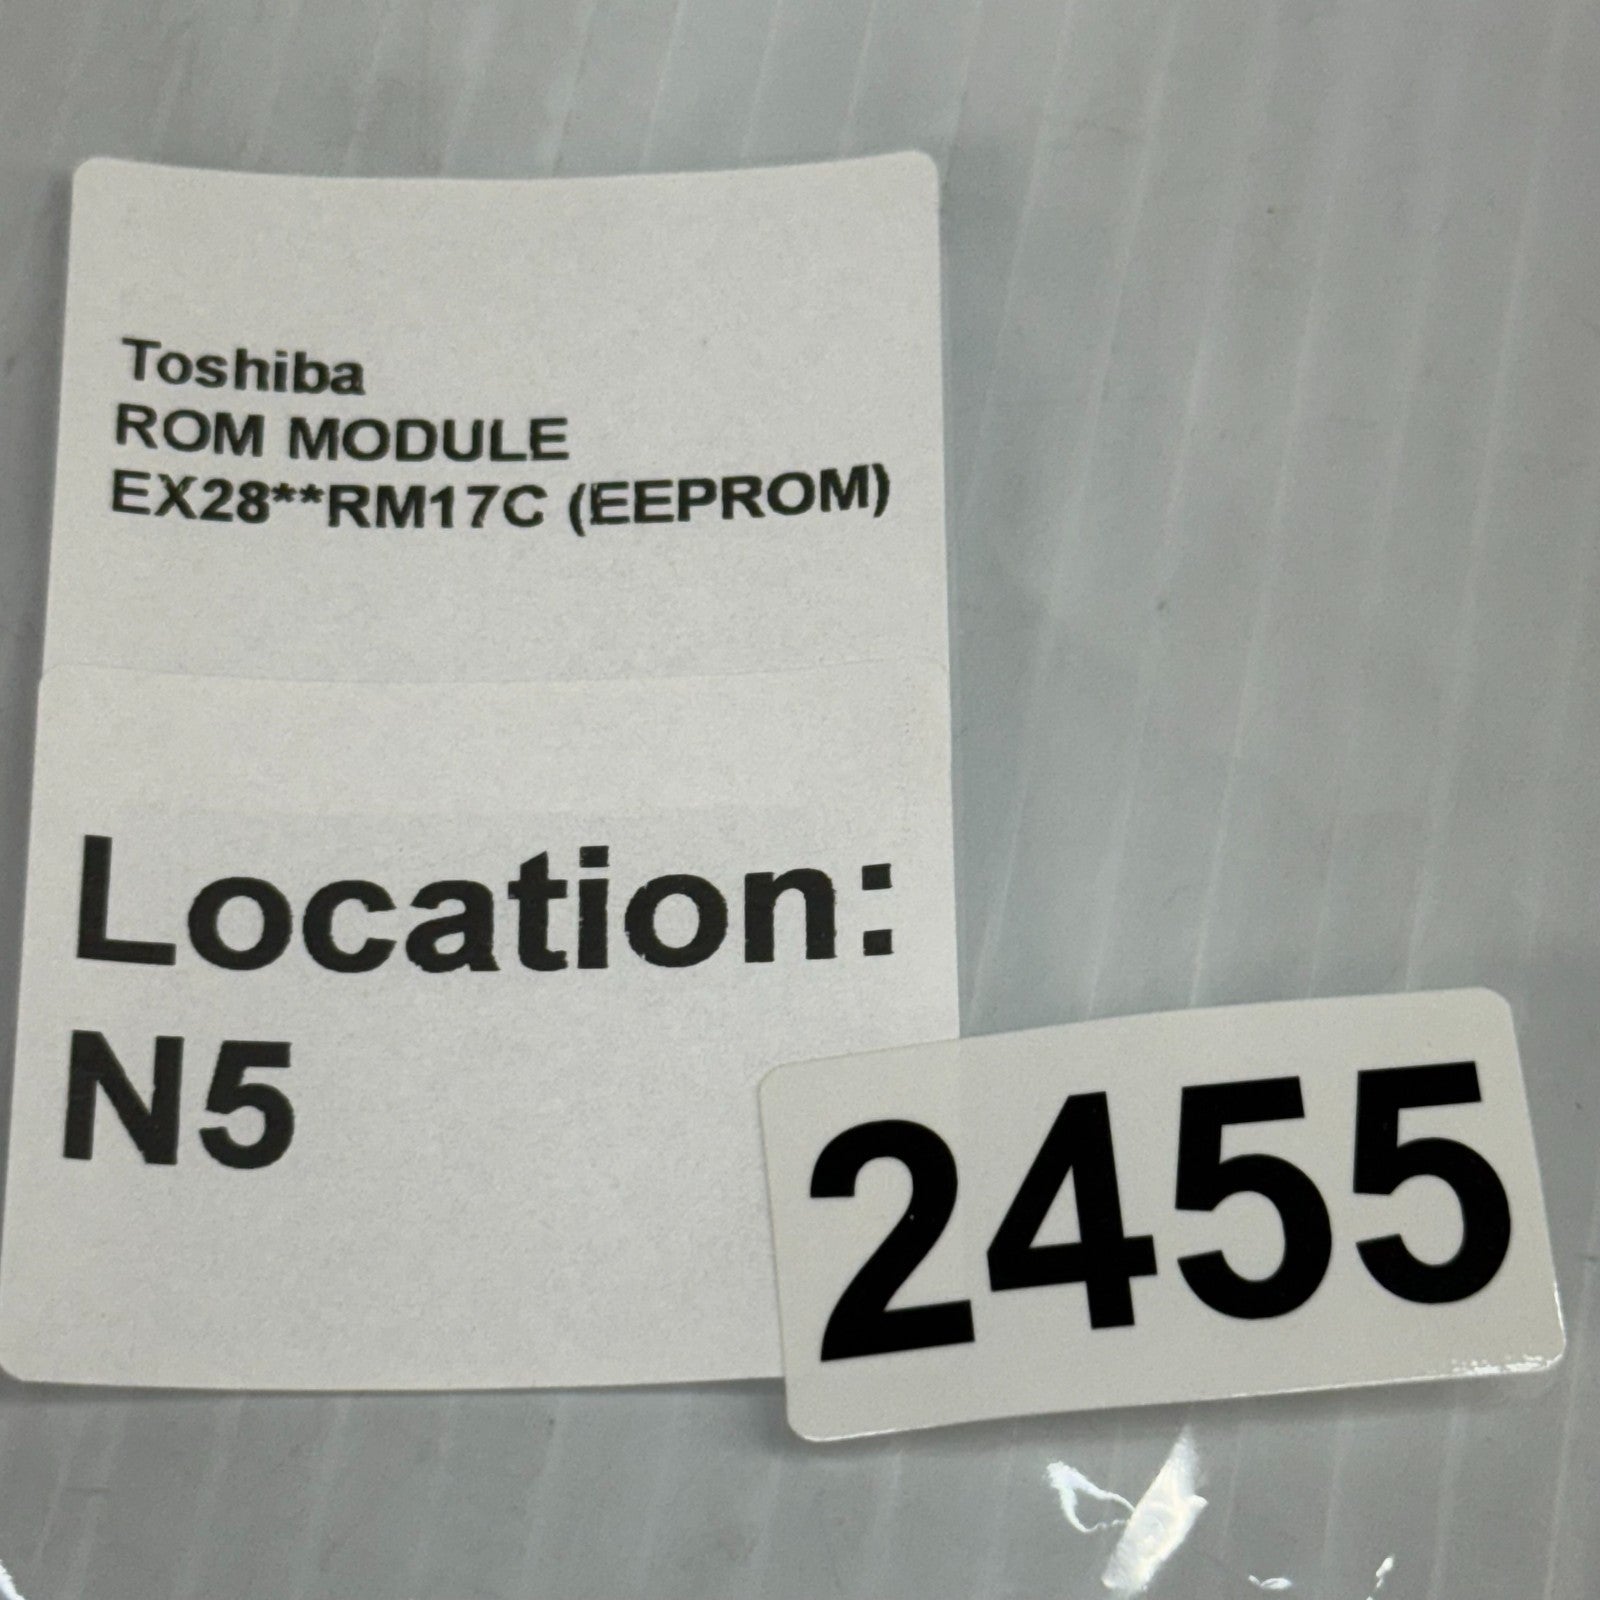 Toshiba
ROM MODULE
EX28**RM17C (EEPROM)
Location:
N5
2455